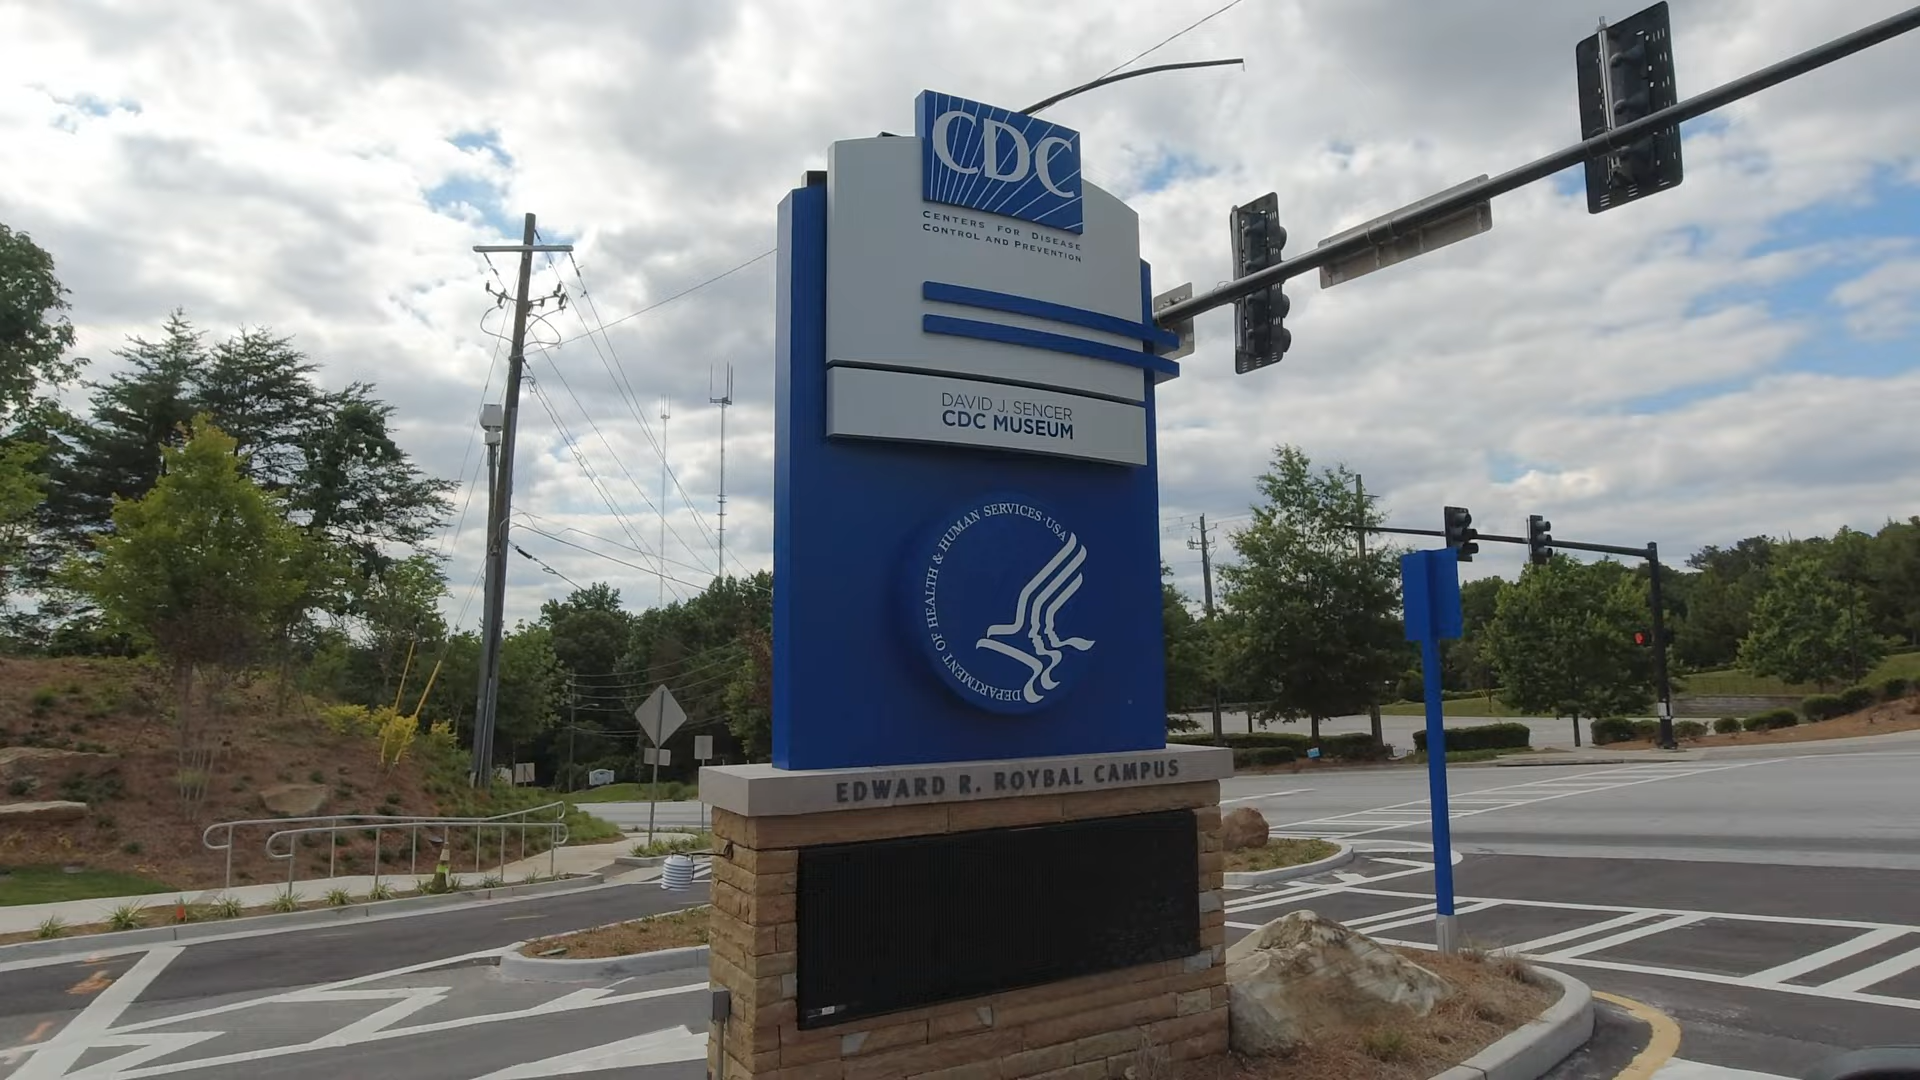 CDC
CENTERS FOR DISEASE
CONTROL AND PREVENTION
DAVID J. SENCER
CDC MUSEUM
DEPARTMENT OF HEALTH & HUMAN SERVICES · USA
EDWARD R. ROYBAL CAMPUS